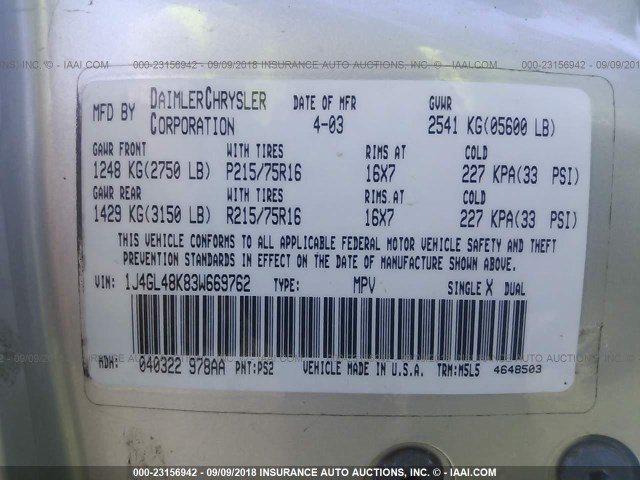 000-23156942 - 09/09/2018 INSURANCE AUTO AUCTIONS - IAAI.COM
MFD BY DAIMLERCHRYSLER CORPORATION DATE OF MFR 4-03 GVWR 2541 KG(05600 LB)
GAWR FRONT WITH TIRES RIMS AT COLD
1248 KG(2750 LB) P215/75R16 16X7 227 KPA(33 PSI)
GAWR REAR WITH TIRES RIMS AT COLD
1429 KG(3150 LB) R215/75R16 16X7 227 KPA(33 PSI)
THIS VEHICLE CONFORMS TO ALL APPLICABLE FEDERAL MOTOR VEHICLE SAFETY AND THEFT
PREVENTION STANDARDS IN EFFECT ON THE DATE OF MANUFACTURE SHOWN ABOVE.
VIN: 1J4GL48K83W669762 TYPE: MPV SINGLE X DUAL
MDH: 040322 978AA PNT:PS2 VEHICLE MADE IN U.S.A. TRM:MSL5 4648503
000-23156942 - 09/09/2018 INSURANCE AUTO AUCTIONS - IAAI.COM